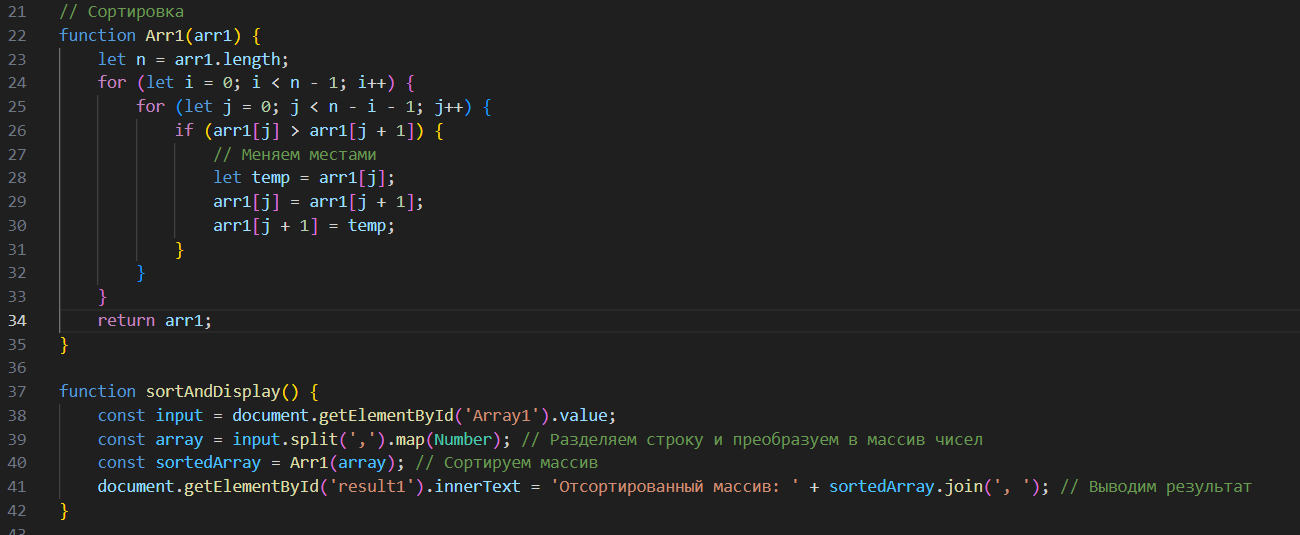 21 // Сортировка
22 function Arr1(arr1) {
23     let n = arr1.length;
24     for (let i = 0; i < n - 1; i++) {
25         for (let j = 0; j < n - i - 1; j++) {
26             if (arr1[j] > arr1[j + 1]) {
27                 // Меняем местами
28                 let temp = arr1[j];
29                 arr1[j] = arr1[j + 1];
30                 arr1[j + 1] = temp;
31             }
32         }
33     }
34     return arr1;
35 }
36
37 function sortAndDisplay() {
38     const input = document.getElementById('Array1').value;
39     const array = input.split(',').map(Number); // Разделяем строку и преобразуем в массив чисел
40     const sortedArray = Arr1(array); // Сортируем массив
41     document.getElementById('result1').innerText = 'Отсортированный массив: ' + sortedArray.join(', '); // Выводим результат
42 }
43